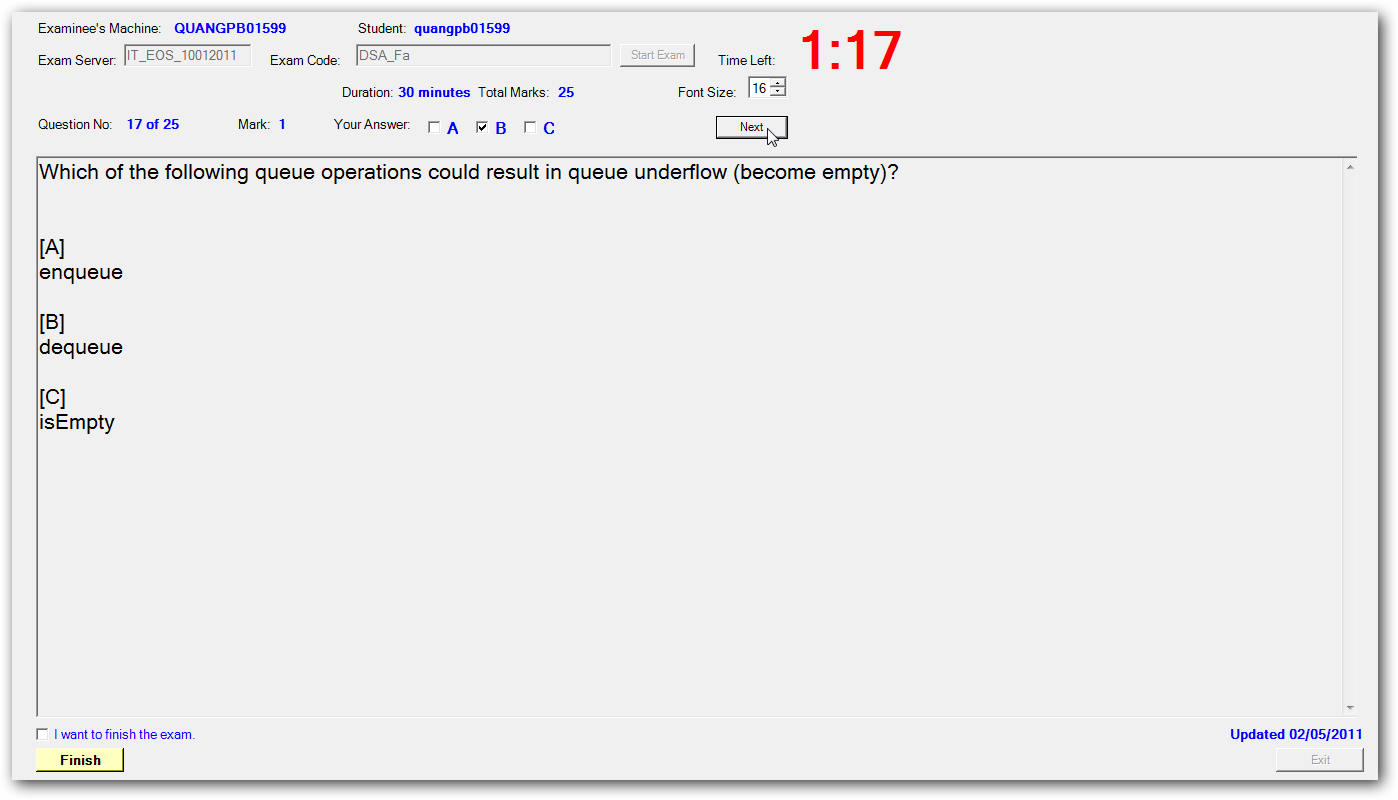 Examinee's Machine: QUANGPB01599 Student: quangpb01599
Exam Server: IT_EOS_10012011 Exam Code: DSA_Fa Start Exam Time Left: 1:17
Duration: 30 minutes Total Marks: 25 Font Size: 16
Question No: 17 of 25 Mark: 1 Your Answer: A B C Next
Which of the following queue operations could result in queue underflow (become empty)?
[A]
enqueue
[B]
dequeue
[C]
isEmpty
I want to finish the exam. Updated 02/05/2011
Finish Exit